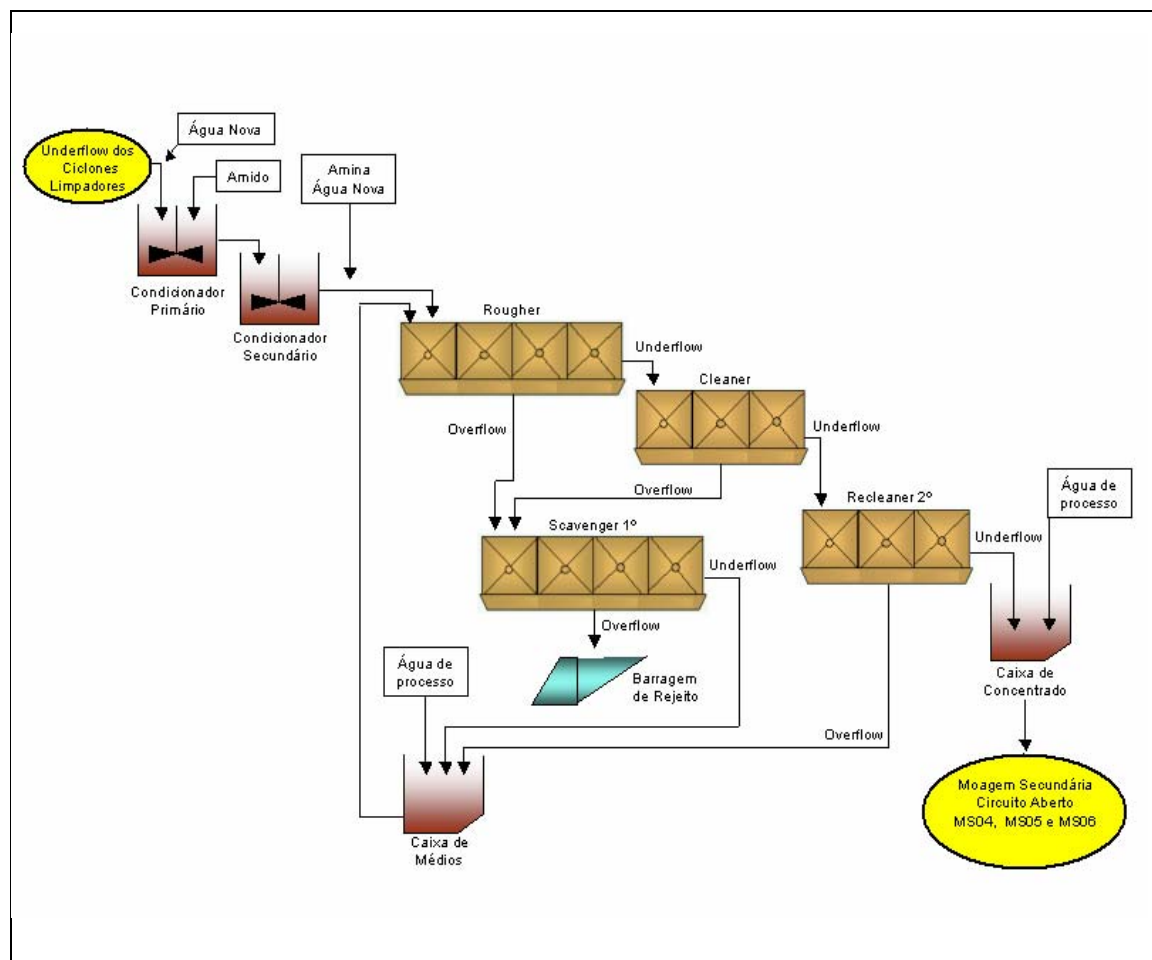 Água Nova
Underflow dos
Ciclones
Limpadores
Amido
Amina
Água Nova
Condicionador
Primário
Condicionador
Secundário
Rougher
Underflow
Cleaner
Overflow
Underflow
Overflow
Recleaner 2º
Água de
processo
Scavenger 1º
Underflow
Underflow
Overflow
Água de
processo
Barragem
de Rejeito
Caixa de
Concentrado
Overflow
Moagem Secundária
Circuito Aberto
MS04, MS05 e MS06
Caixa de
Médios